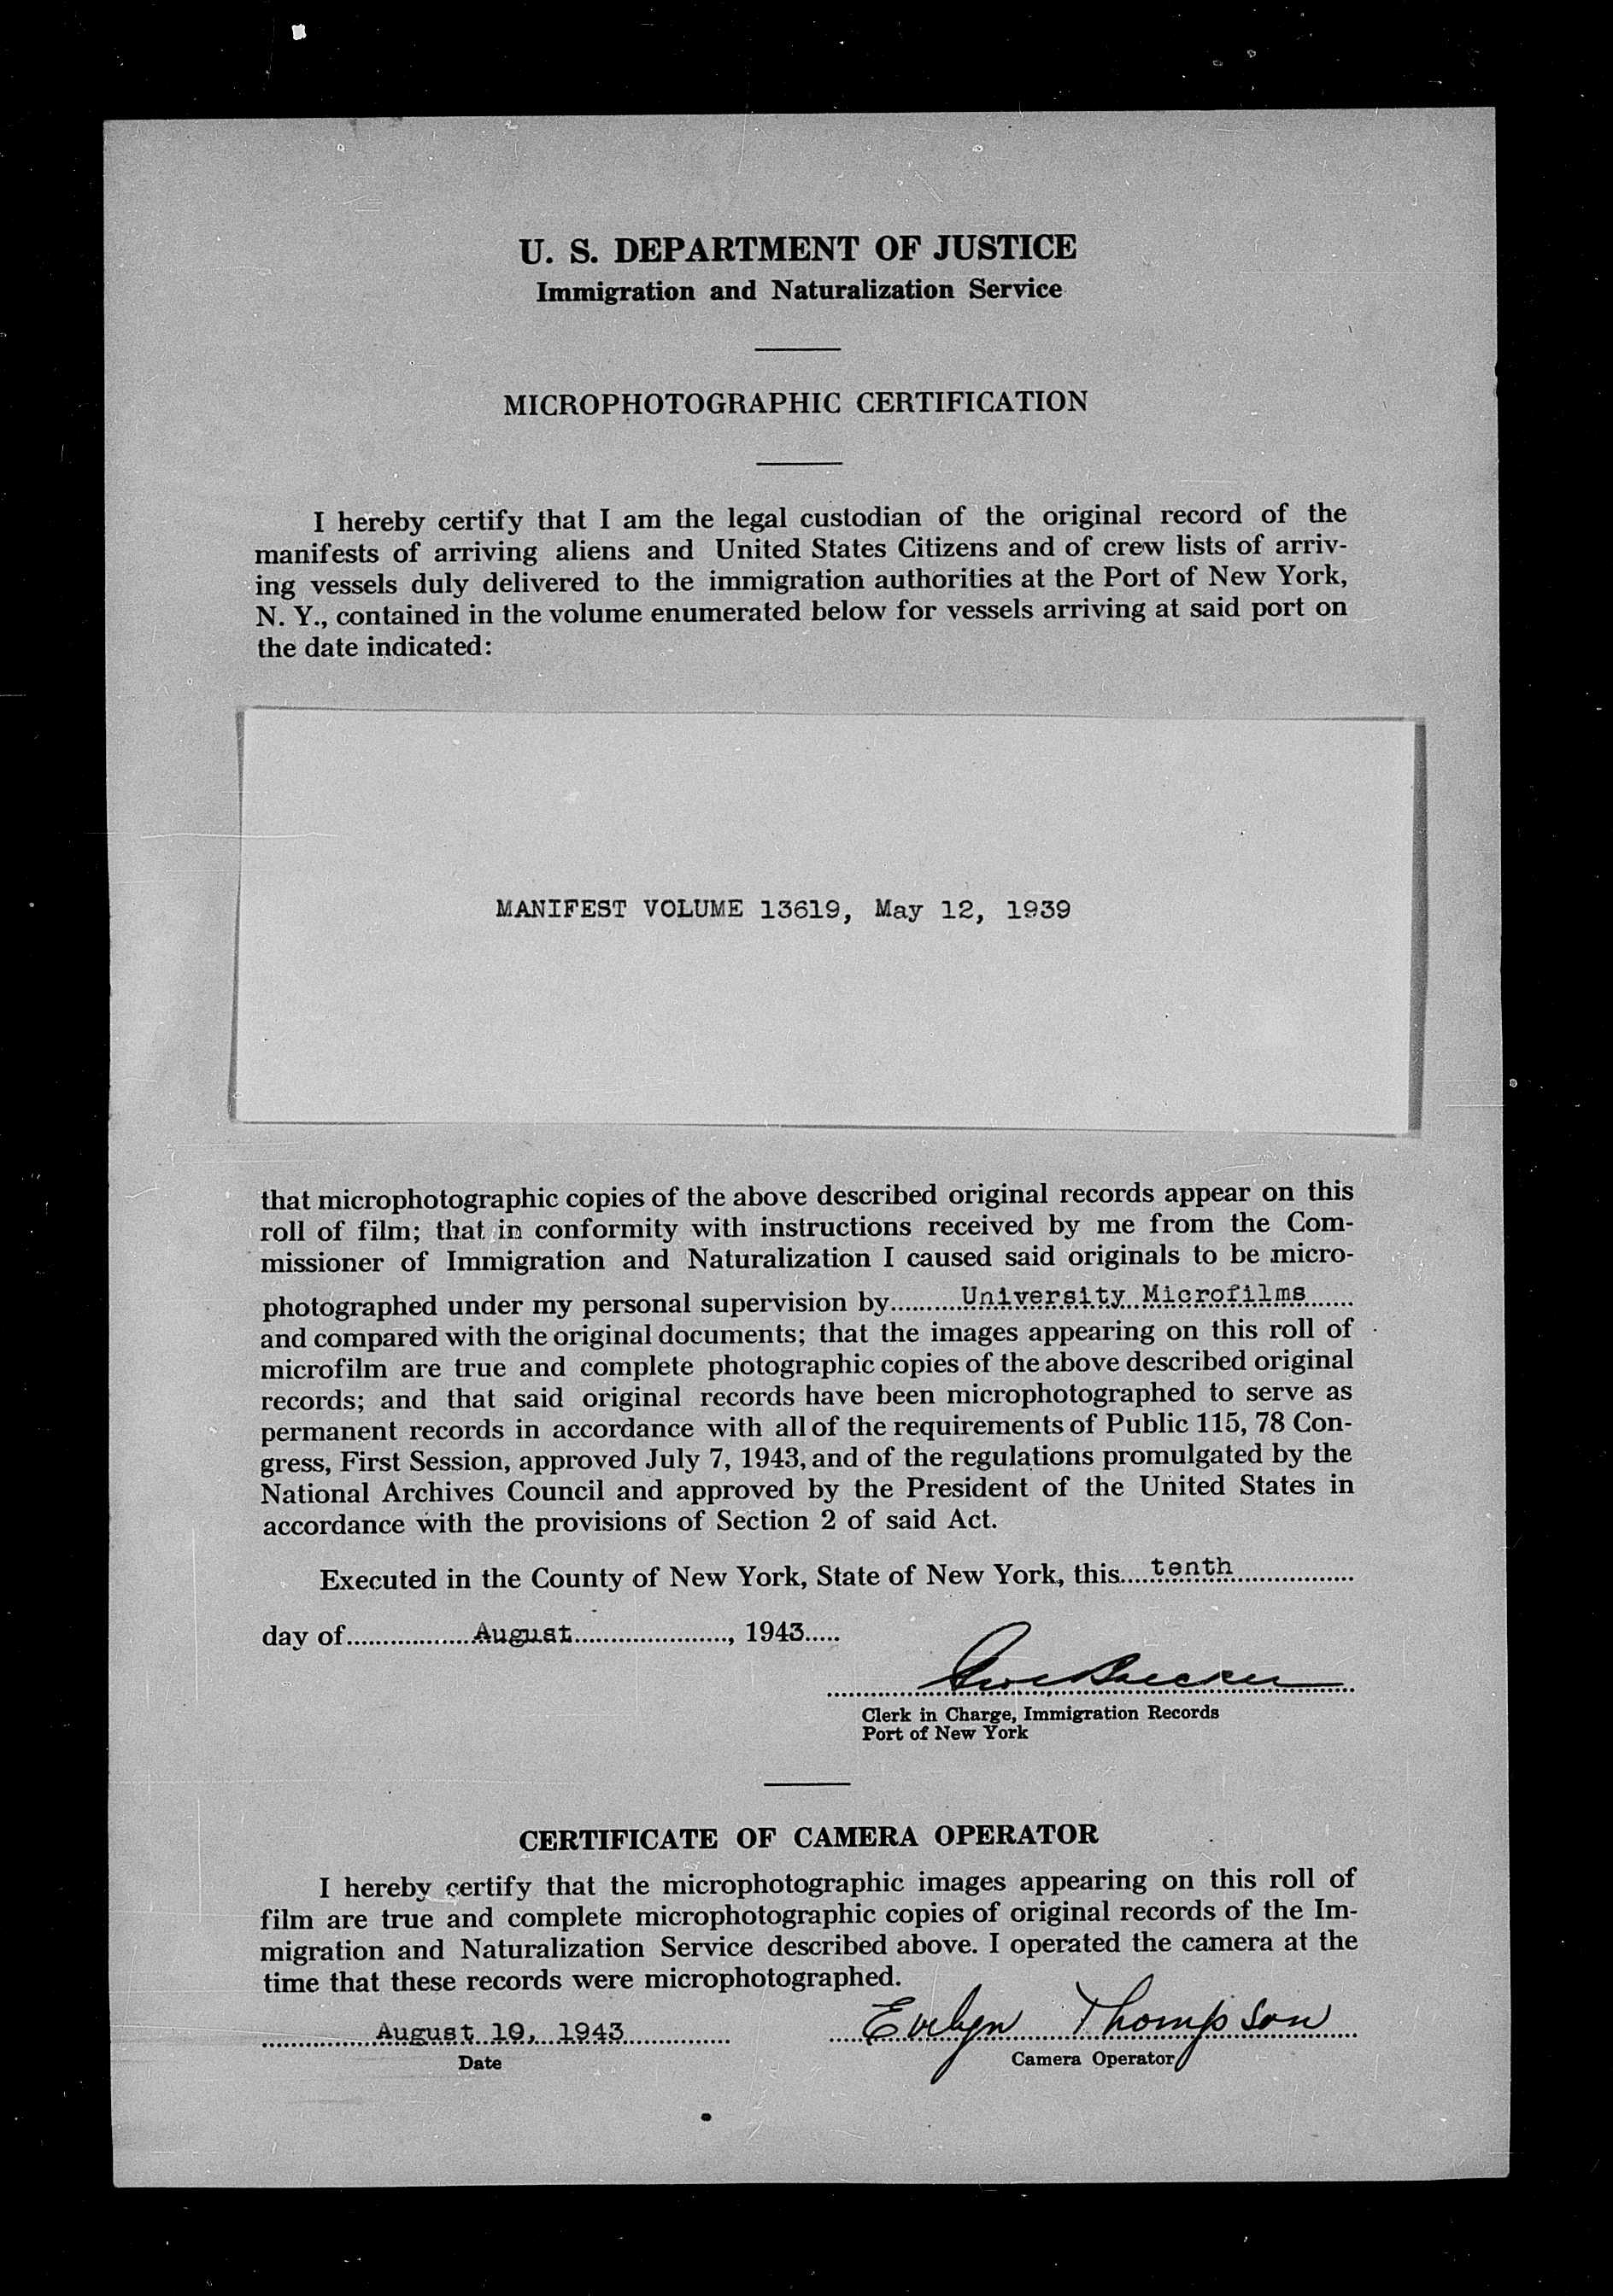 U. S. DEPARTMENT OF JUSTICE
Immigration and Naturalization Service
MICROPHOTOGRAPHIC CERTIFICATION
I hereby certify that I am the legal custodian of the original record of the
manifests of arriving aliens and United States Citizens and of crew lists of arriv-
ing vessels duly delivered to the immigration authorities at the Port of New York,
N. Y., contained in the volume enumerated below for vessels arriving at said port on
the date indicated:
MANIFEST VOLUME 13619, May 12, 1939
that microphotographic copies of the above described original records appear on this
roll of film; that in conformity with instructions received by me from the Com-
missioner of Immigration and Naturalization I caused said originals to be micro-
photographed under my personal supervision by..........University Microfilms......
and compared with the original documents; that the images appearing on this roll of
microfilm are true and complete photographic copies of the above described original
records; and that said original records have been microphotographed to serve as
permanent records in accordance with all of the requirements of Public 115, 78 Con-
gress, First Session, approved July 7, 1943, and of the regulations promulgated by the
National Archives Council and approved by the President of the United States in
accordance with the provisions of Section 2 of said Act.
Executed in the County of New York, State of New York, this.....tenth................
day of..................August......................, 1943.....
Clerk in Charge, Immigration Records
Port of New York
CERTIFICATE OF CAMERA OPERATOR
I hereby certify that the microphotographic images appearing on this roll of
film are true and complete microphotographic copies of original records of the Im-
migration and Naturalization Service described above. I operated the camera at the
time that these records were microphotographed.
August 10, 1943 Evelyn Thompson
Date Camera Operator